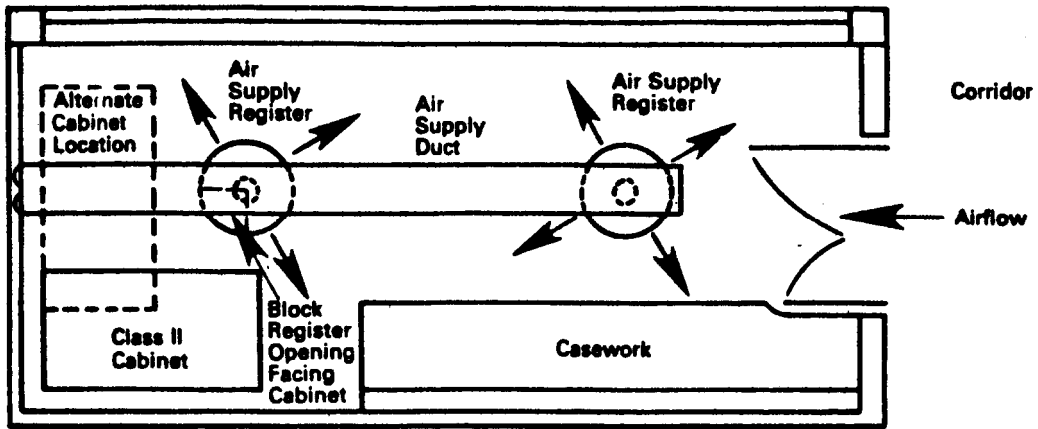 Alternate
Cabinet
Location
Air
Supply
Register
Air
Supply
Duct
Air Supply
Register
Corridor
Airflow
Class II
Cabinet
Block
Register
Opening
Facing
Cabinet
Casework